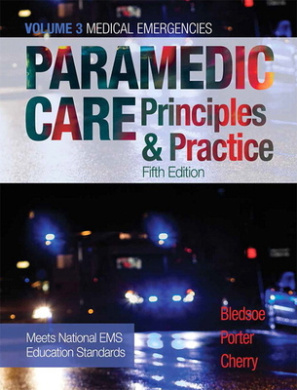 VOLUME 3 MEDICAL EMERGENCIES
PARAMEDIC
CARE Principles
& Practice
Fifth Edition
Bledsoe
Porter
Cherry
Meets National EMS
Education Standards